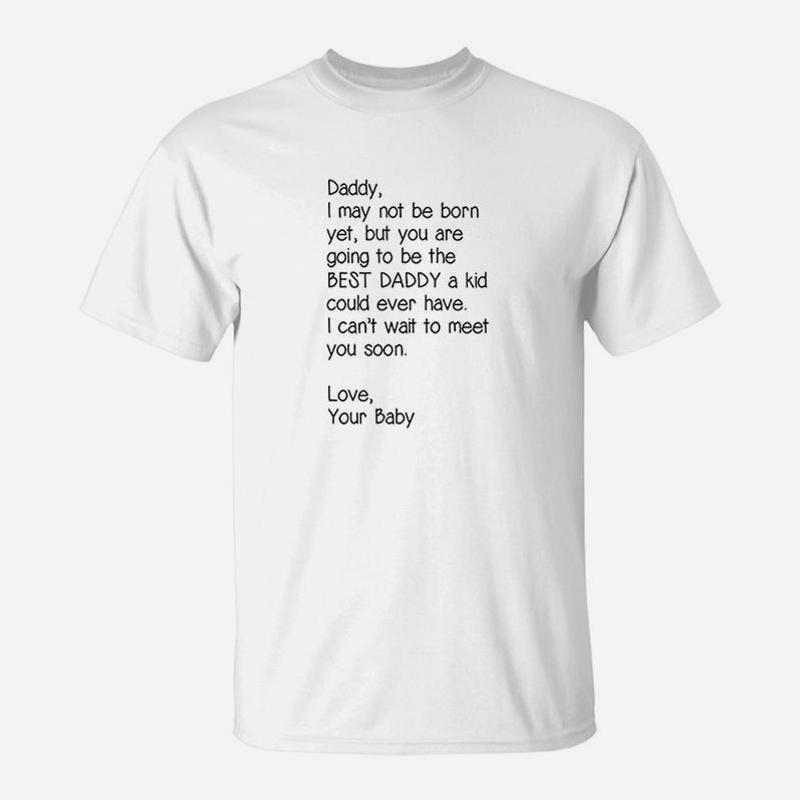 Daddy,
I may not be born
yet, but you are
going to be the
BEST DADDY a kid
could ever have.
I can't wait to meet
you soon.

Love,
Your Baby